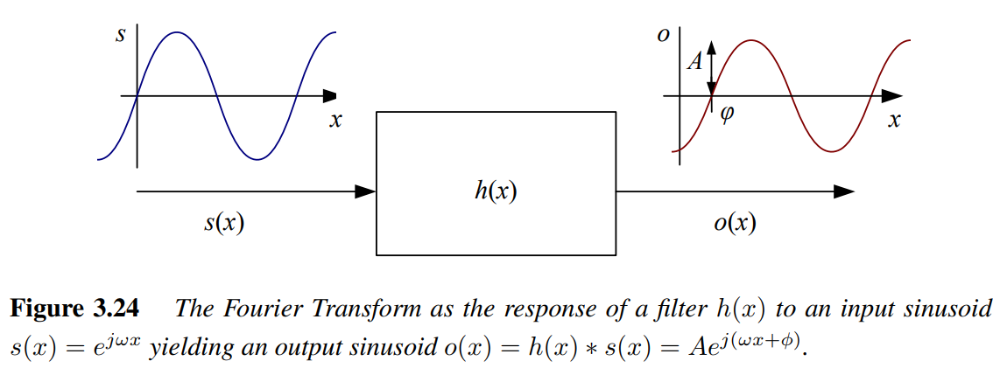 s
x
o
A
φ
x
h(x)
s(x)
o(x)
Figure 3.24 The Fourier Transform as the response of a filter h(x) to an input sinusoid
s(x) = e^{jωx} yielding an output sinusoid o(x) = h(x) ∗ s(x) = Ae^{j(ωx+ϕ)}.